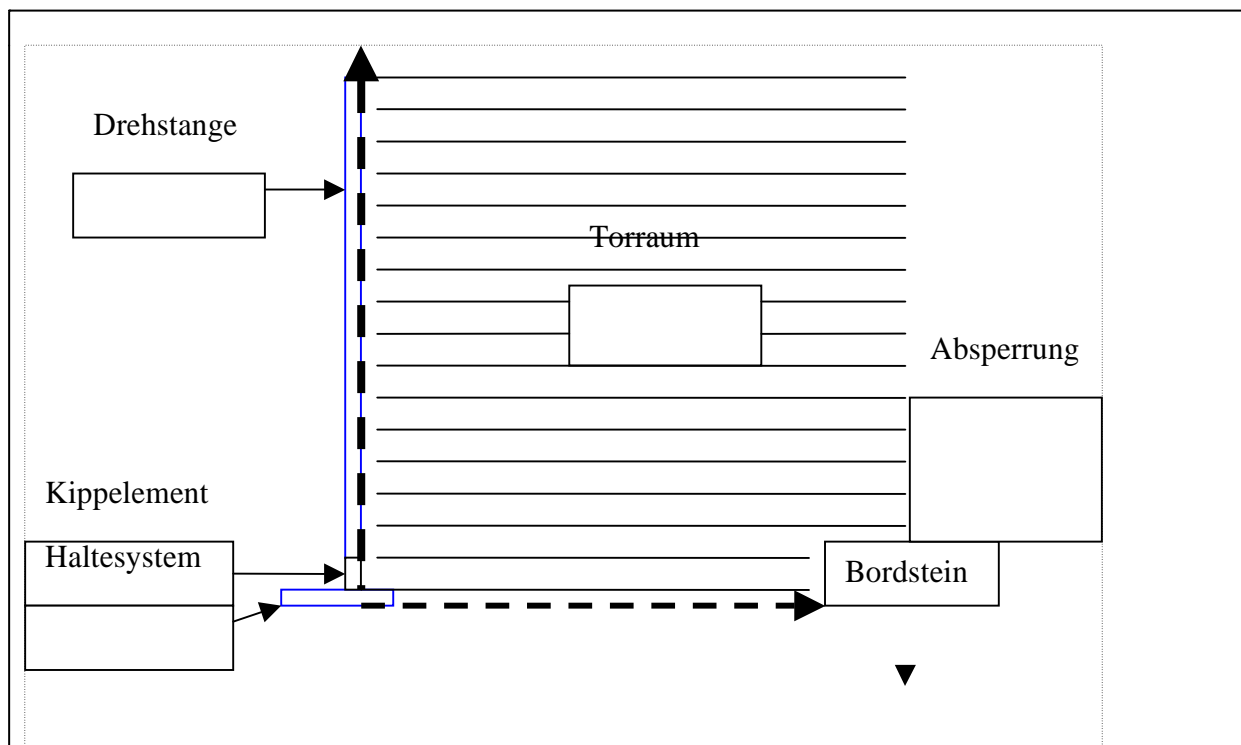 Drehstange
Torraum
Absperrung
Kippelement
Haltesystem
Bordstein